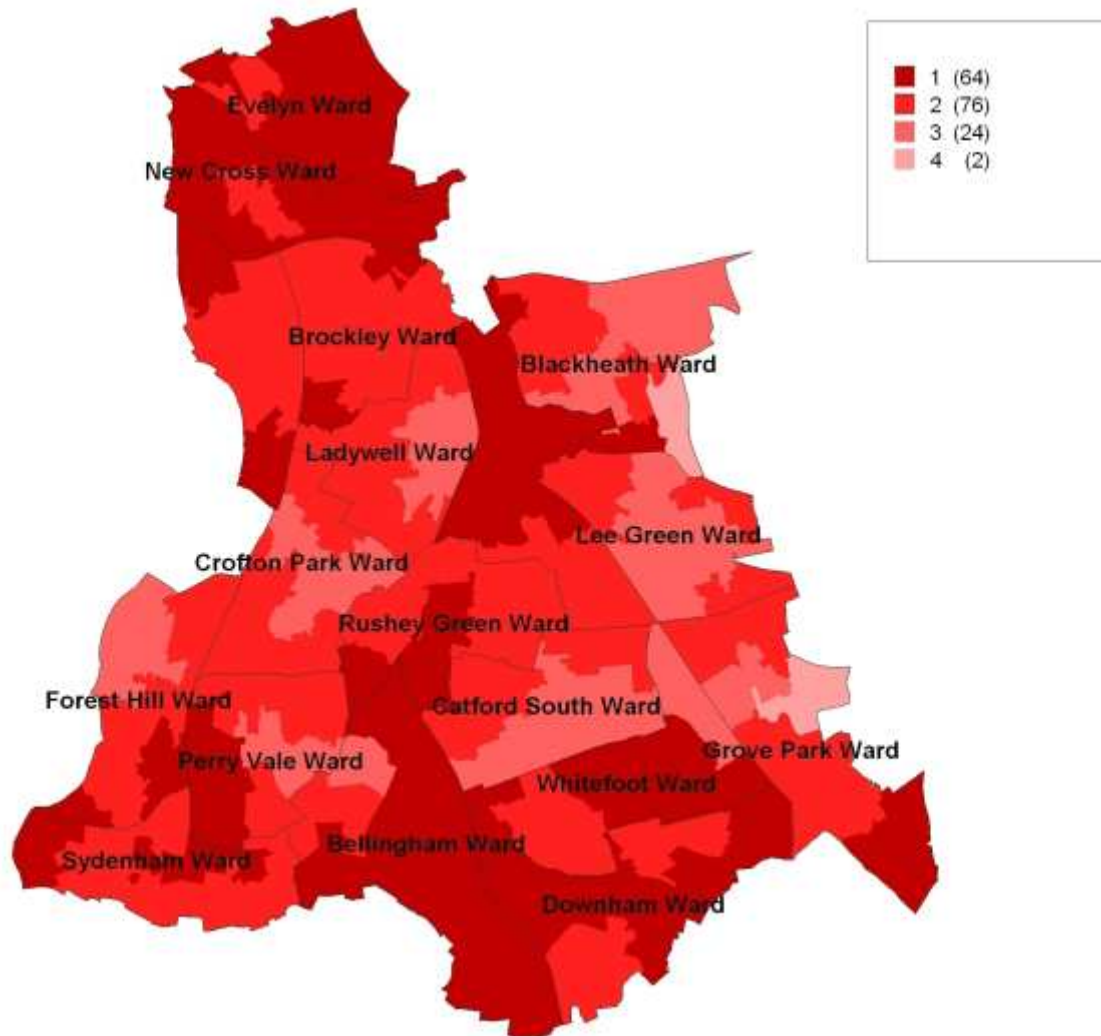 1 (64)
2 (76)
3 (24)
4 (2)
Evelyn Ward
New Cross Ward
Brockley Ward
Blackheath Ward
Ladywell Ward
Lee Green Ward
Crofton Park Ward
Rushey Green Ward
Forest Hill Ward
Catford South Ward
Perry Vale Ward
Grove Park Ward
Whitefoot Ward
Bellingham Ward
Sydenham Ward
Downham Ward